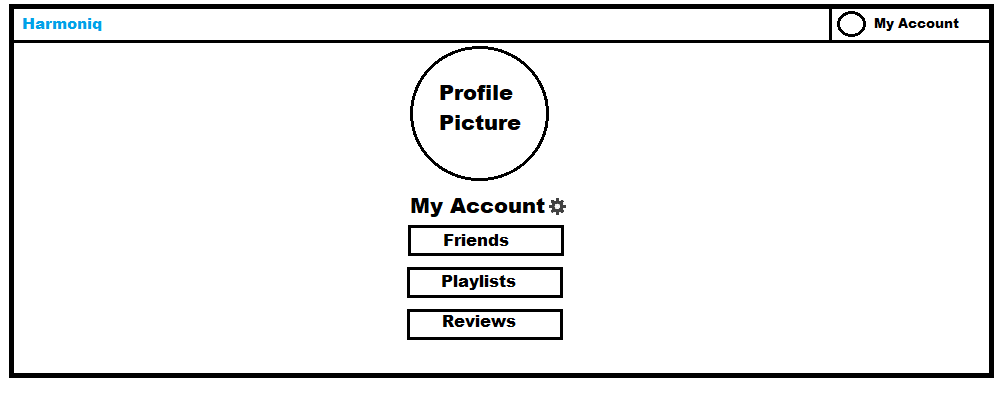 Harmoniq
My Account
Profile
Picture
My Account
Friends
Playlists
Reviews